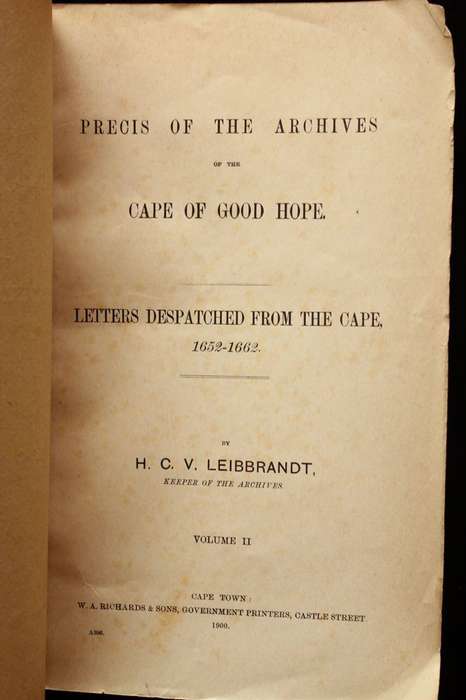 PRECIS OF THE ARCHIVES
OF THE
CAPE OF GOOD HOPE.
LETTERS DESPATCHED FROM THE CAPE,
1652-1662.
BY
H. C. V. LEIBBRANDT,
KEEPER OF THE ARCHIVES.
VOLUME II
CAPE TOWN:
W. A. RICHARDS & SONS, GOVERNMENT PRINTERS, CASTLE STREET
1900.